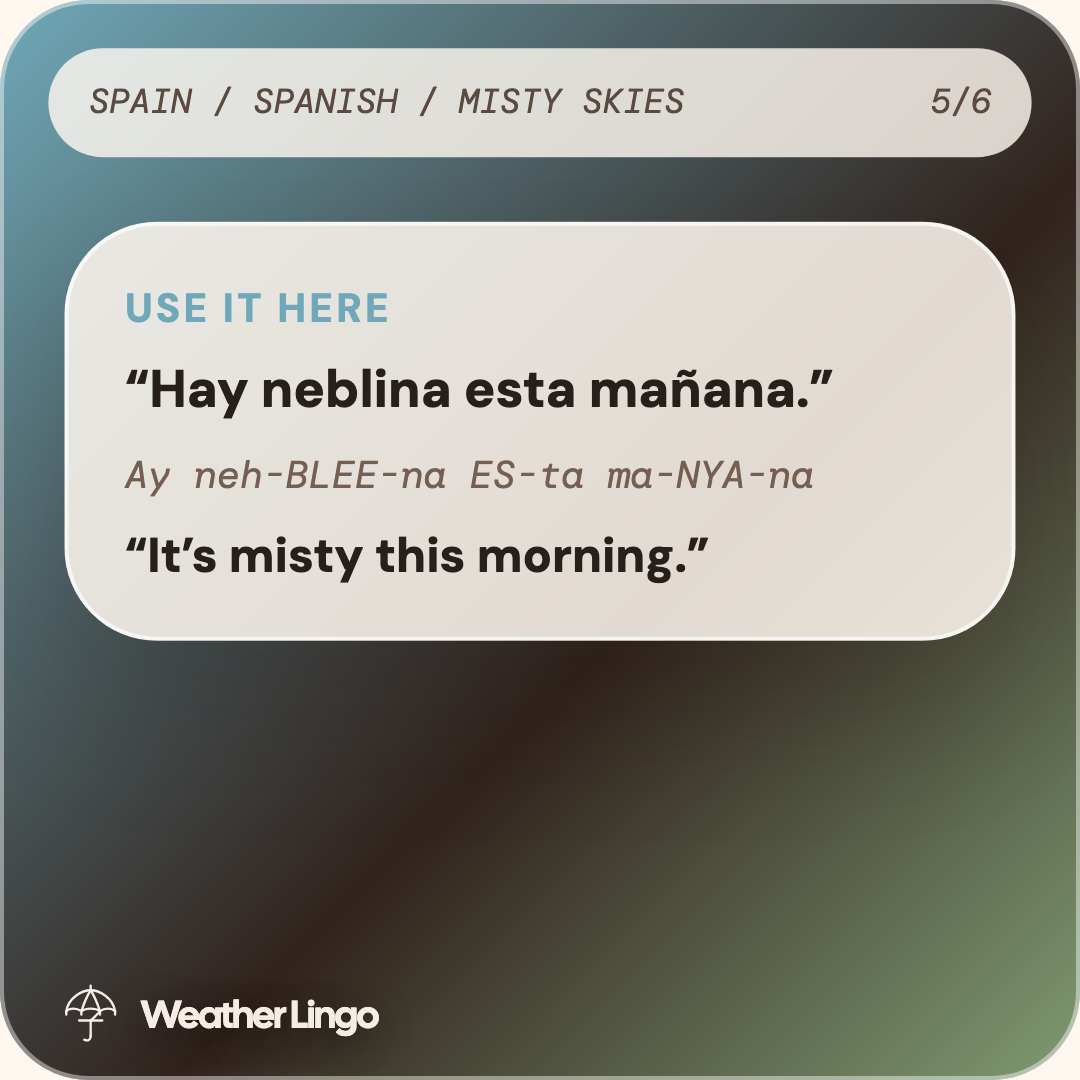 SPAIN / SPANISH / MISTY SKIES 5/6
USE IT HERE
“Hay neblina esta mañana.”
Ay neh-BLEE-na ES-ta ma-NYA-na
“It’s misty this morning.”
Weather Lingo